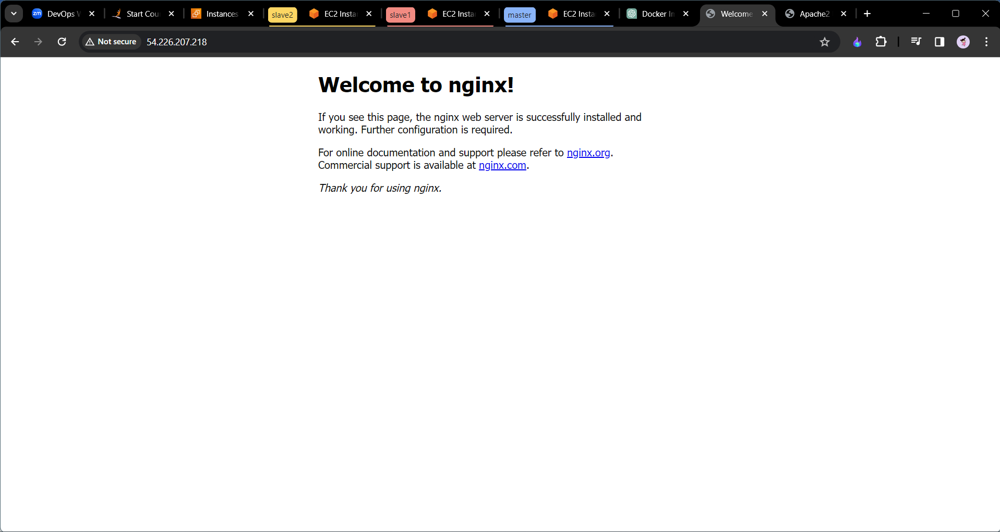 zm DevOps V
Start Cou
Instances
slave2
EC2 Insta
slave1
EC2 Insta
master
EC2 Insta
Docker In
Welcome
Apache2
Not secure
54.226.207.218
Welcome to nginx!
If you see this page, the nginx web server is successfully installed and
working. Further configuration is required.
For online documentation and support please refer to nginx.org.
Commercial support is available at nginx.com.
Thank you for using nginx.